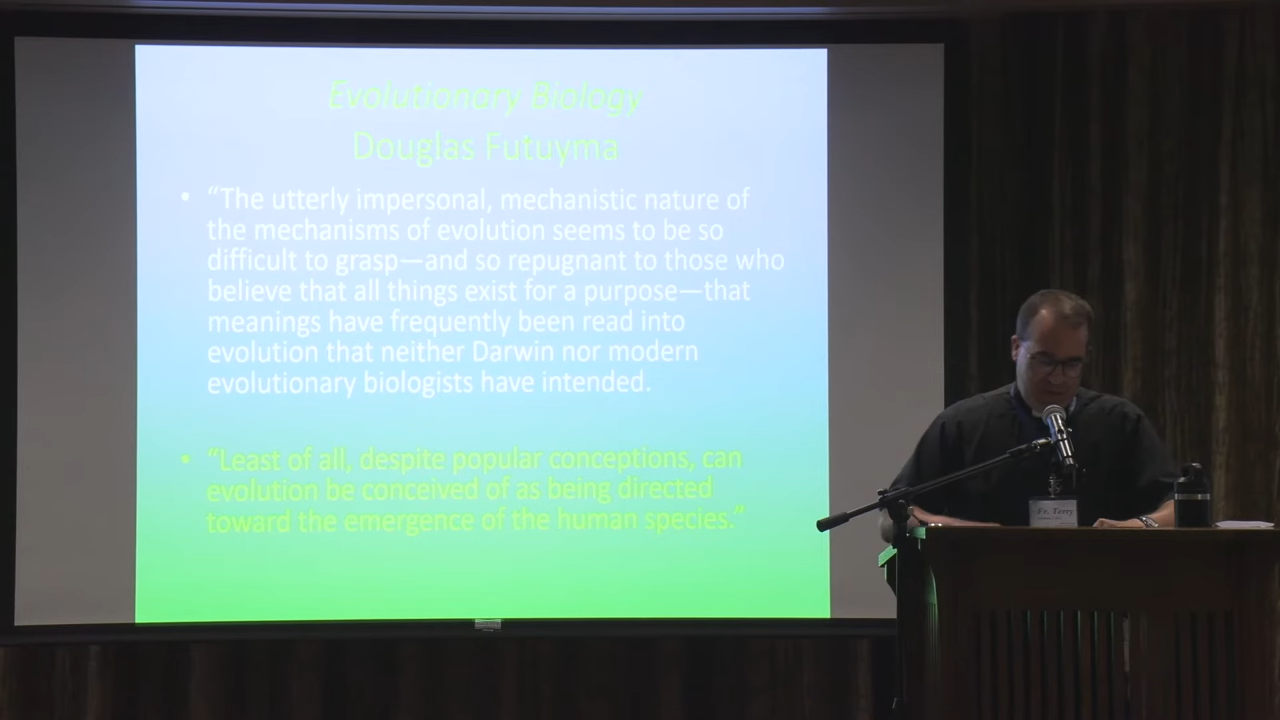 Evolutionary Biology
Douglas Futuyma
• “The utterly impersonal, mechanistic nature of
the mechanisms of evolution seems to be so
difficult to grasp—and so repugnant to those who
believe that all things exist for a purpose—that
meanings have frequently been read into
evolution that neither Darwin nor modern
evolutionary biologists have intended.
• “Least of all, despite popular conceptions, can
evolution be conceived of as being directed
toward the emergence of the human species.”
Fr. Terry